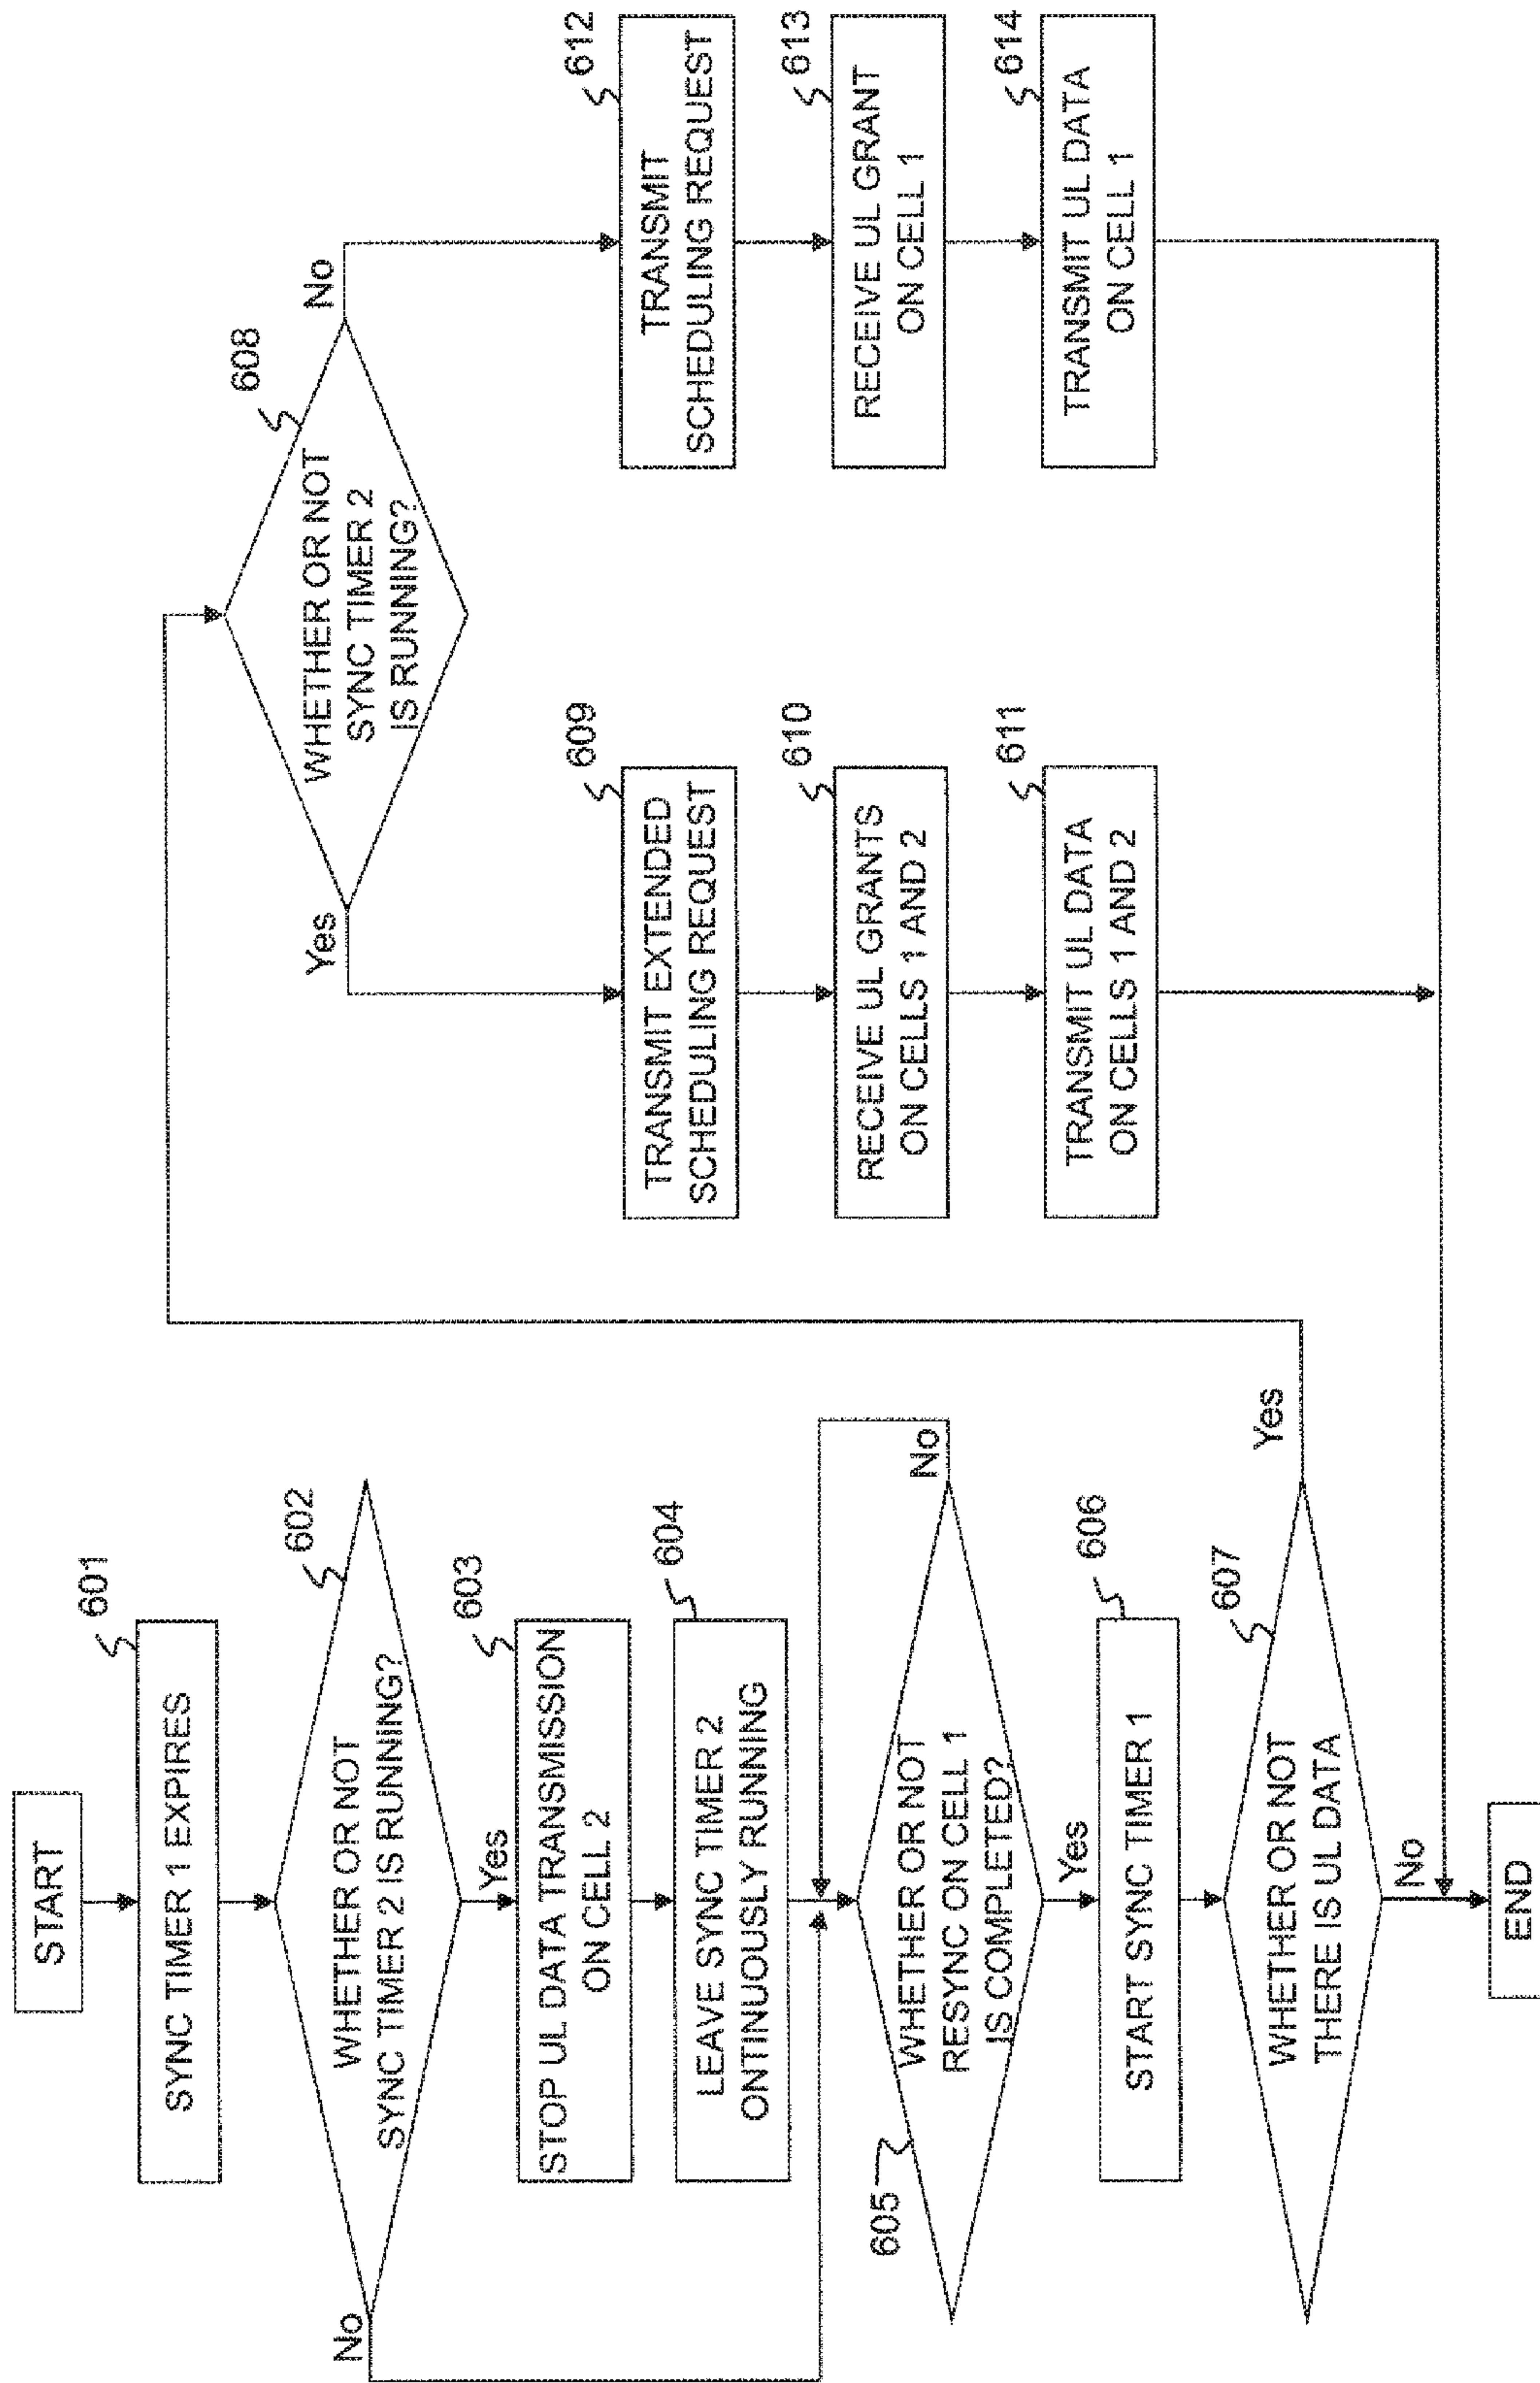 START
601
SYNC TIMER 1 EXPIRES
602
WHETHER OR NOT
SYNC TIMER 2 IS RUNNING?
No
Yes
603
STOP UL DATA TRANSMISSION
ON CELL 2
604
LEAVE SYNC TIMER 2
ONTINUOUSLY RUNNING
605
WHETHER OR NOT
RESYNC ON CELL 1
IS COMPLETED?
No
Yes
606
START SYNC TIMER 1
607
WHETHER OR NOT
THERE IS UL DATA
Yes
No
END
608
WHETHER OR NOT
SYNC TIMER 2
IS RUNNING?
Yes
No
609
TRANSMIT EXTENDED
SCHEDULING REQUEST
610
RECEIVE UL GRANTS
ON CELLS 1 AND 2
611
TRANSMIT UL DATA
ON CELLS 1 AND 2
612
TRANSMIT
SCHEDULING REQUEST
613
RECEIVE UL GRANT
ON CELL 1
614
TRANSMIT UL DATA
ON CELL 1